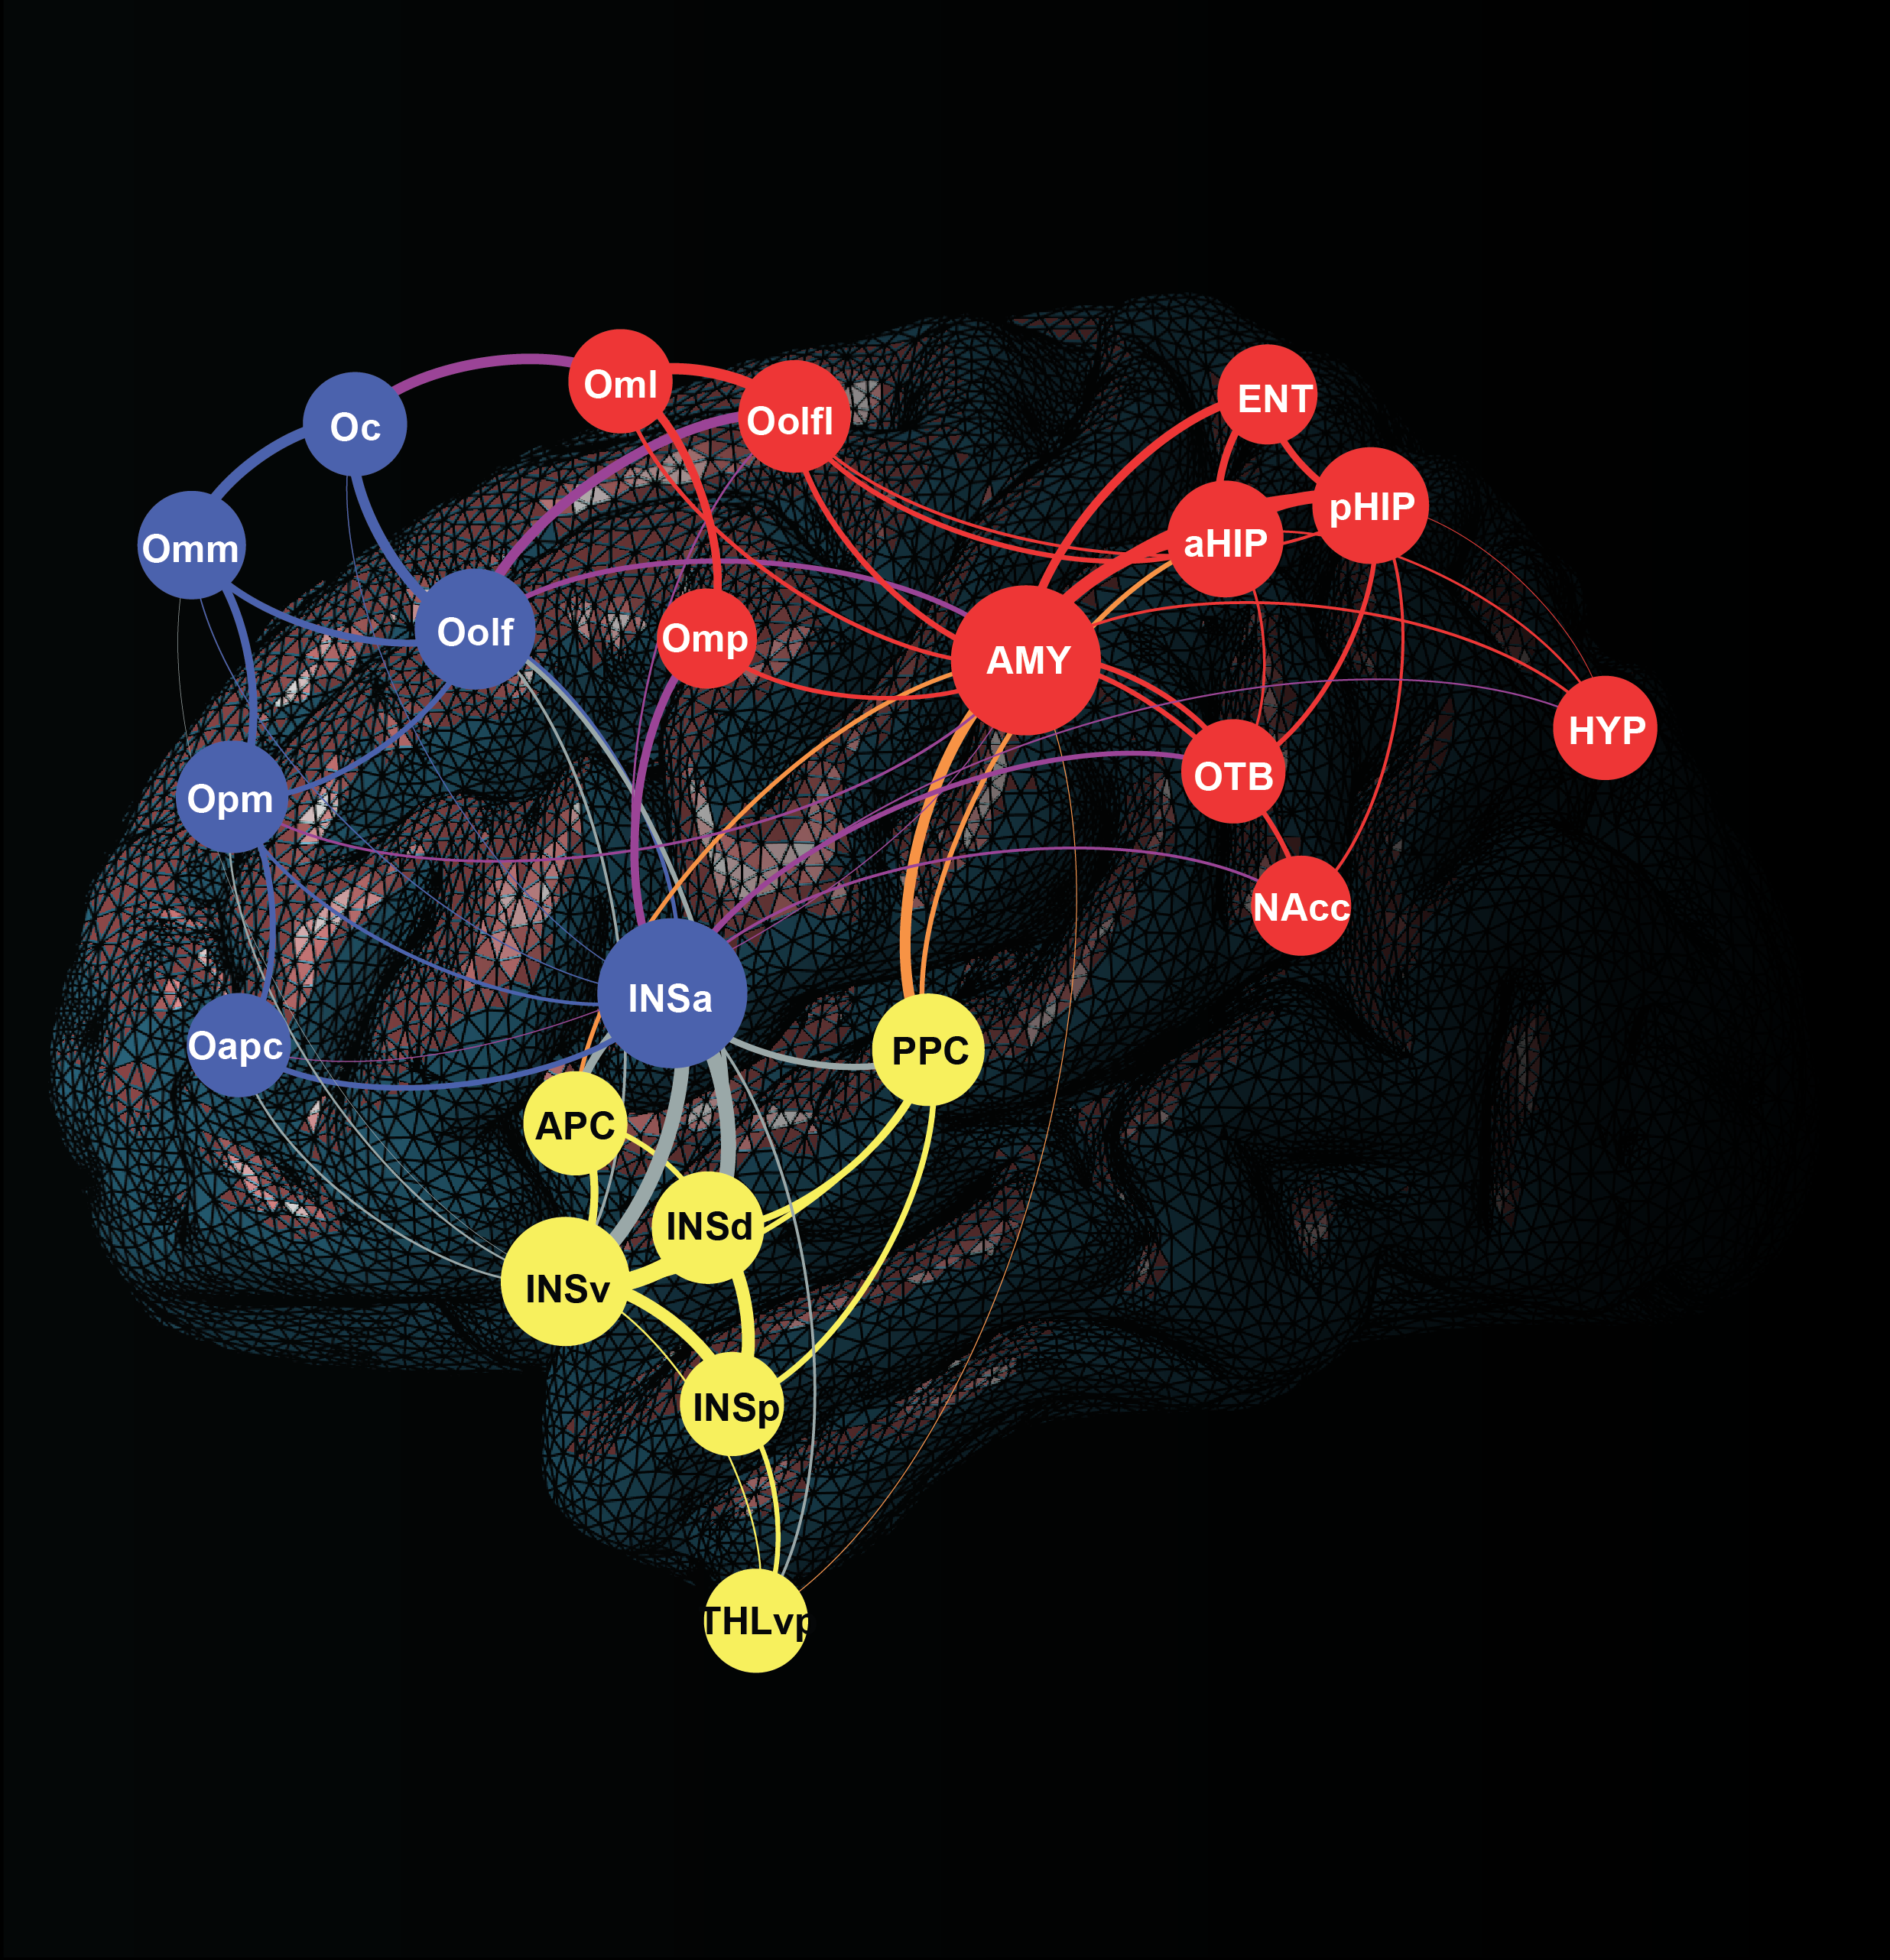 Oml
ENT
Oolfl
Oc
pHIP
aHIP
Omm
Oolf
Omp
AMY
HYP
OTB
Opm
NAcc
INSa
Oapc
PPC
APC
INSd
INSv
INSp
THLvp